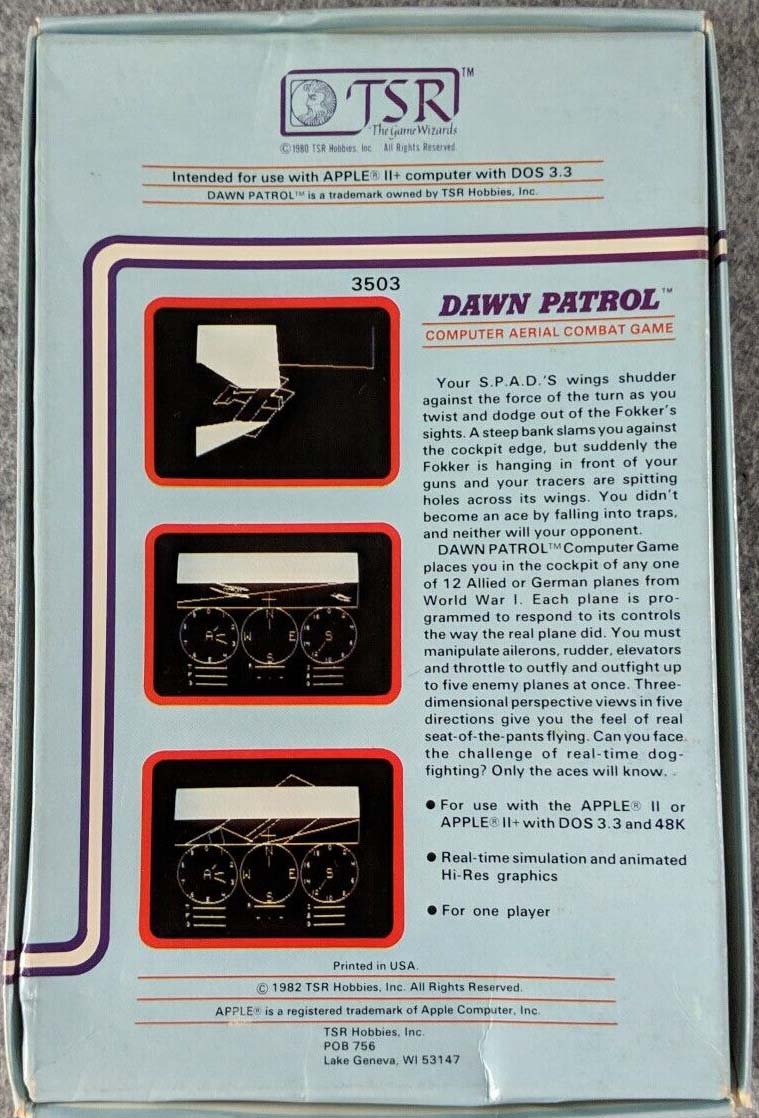 TSR™
The Game Wizards
© 1980 TSR Hobbies, Inc. All Rights Reserved.
Intended for use with APPLE® II+ computer with DOS 3.3
DAWN PATROL™ is a trademark owned by TSR Hobbies, Inc.
3503
DAWN PATROL™
COMPUTER AERIAL COMBAT GAME
Your S.P.A.D.'S wings shudder
against the force of the turn as you
twist and dodge out of the Fokker's
sights. A steep bank slams you against
the cockpit edge, but suddenly the
Fokker is hanging in front of your
guns and your tracers are spitting
holes across its wings. You didn't
become an ace by falling into traps,
and neither will your opponent.
DAWN PATROL™ Computer Game
places you in the cockpit of any one
of 12 Allied or German planes from
World War I. Each plane is pro-
grammed to respond to its controls
the way the real plane did. You must
manipulate ailerons, rudder, elevators
and throttle to outfly and outfight up
to five enemy planes at once. Three-
dimensional perspective views in five
directions give you the feel of real
seat-of-the-pants flying. Can you face
the challenge of real-time dog-
fighting? Only the aces will know.
● For use with the APPLE® II or
APPLE® II+ with DOS 3.3 and 48K
● Real-time simulation and animated
Hi-Res graphics
● For one player
N
A W E S
S
N
A W E S
S
Printed in USA.
© 1982 TSR Hobbies, Inc. All Rights Reserved.
APPLE® is a registered trademark of Apple Computer, Inc.
TSR Hobbies, Inc.
POB 756
Lake Geneva, WI 53147